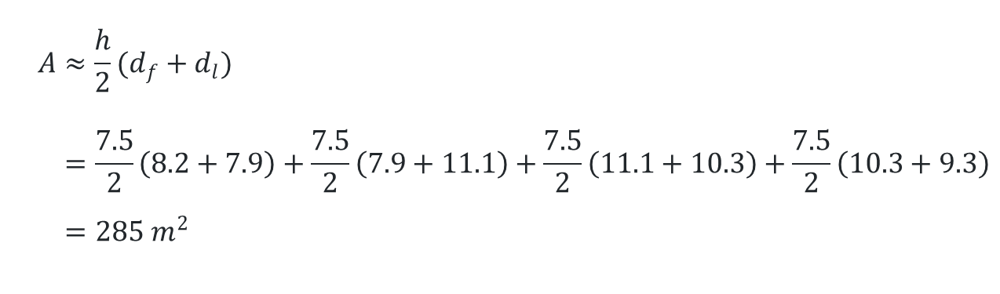 A ≈ h/2 (d_f + d_l)
= 7.5/2 (8.2 + 7.9) + 7.5/2 (7.9 + 11.1) + 7.5/2 (11.1 + 10.3) + 7.5/2 (10.3 + 9.3)
= 285 m²